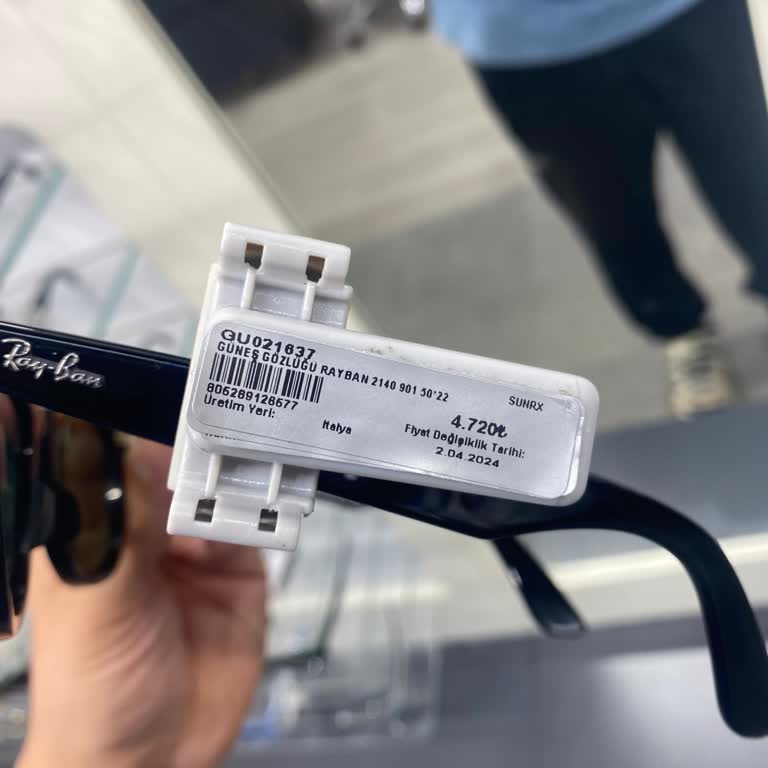 Ray-Ban
GU021637
GÜNEŞ GÖZLÜĞÜ RAYBAN 2140 901 50*22
SUNRX
805289126577
4.720₺
Üretim Yeri:
İtalya
Fiyat Değişiklik Tarihi:
2.04.2024